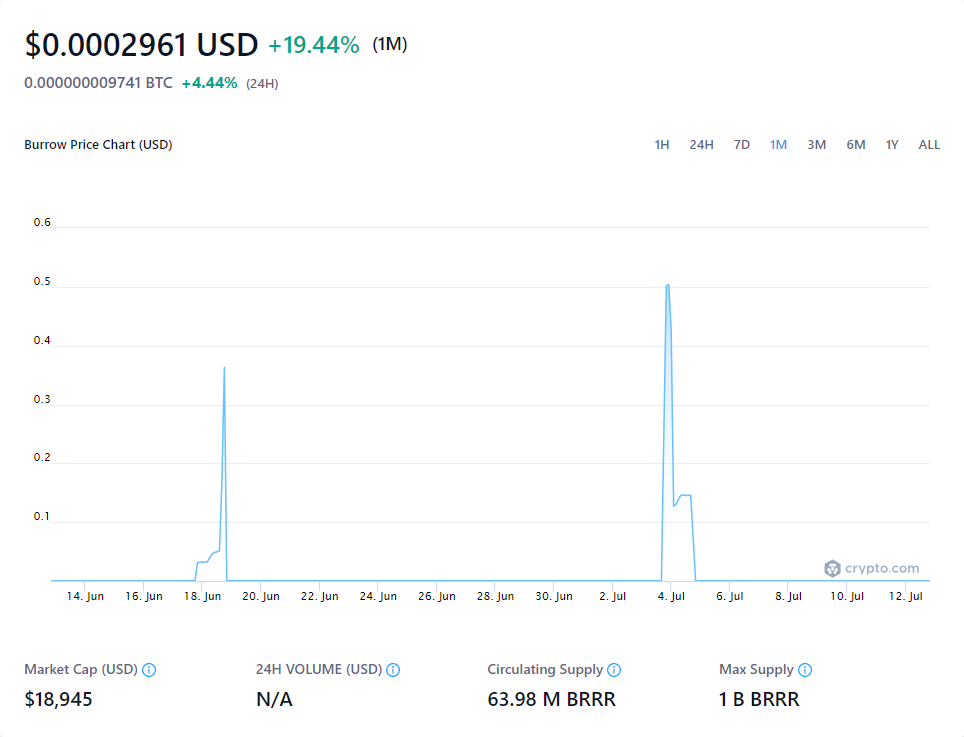 $0.0002961 USD +19.44% (1M)
0.000000009741 BTC +4.44% (24H)
Burrow Price Chart (USD) 1H 24H 7D 1M 3M 6M 1Y ALL
0.6
0.5
0.4
0.3
0.2
0.1
crypto.com
14. Jun 16. Jun 18. Jun 20. Jun 22. Jun 24. Jun 26. Jun 28. Jun 30. Jun 2. Jul 4. Jul 6. Jul 8. Jul 10. Jul 12. Jul
Market Cap (USD) 24H VOLUME (USD) Circulating Supply Max Supply
$18,945 N/A 63.98 M BRRR 1 B BRRR